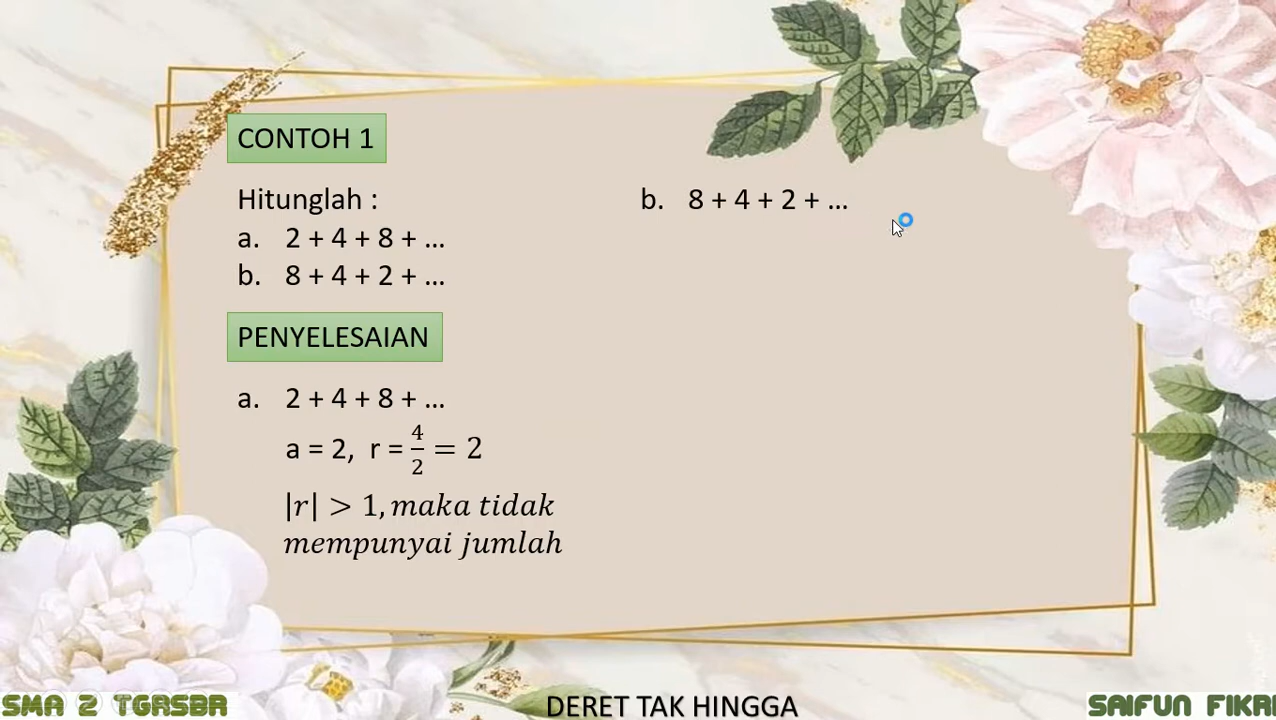 CONTOH 1
Hitunglah :
a. 2 + 4 + 8 + ...
b. 8 + 4 + 2 + ...
PENYELESAIAN
a. 2 + 4 + 8 + ...
a = 2, r = 4/2 = 2
|r| > 1, maka tidak
mempunyai jumlah
b. 8 + 4 + 2 + ...
SMA 2 TGRSBR
DERET TAK HINGGA
SAIFUN FIKRI